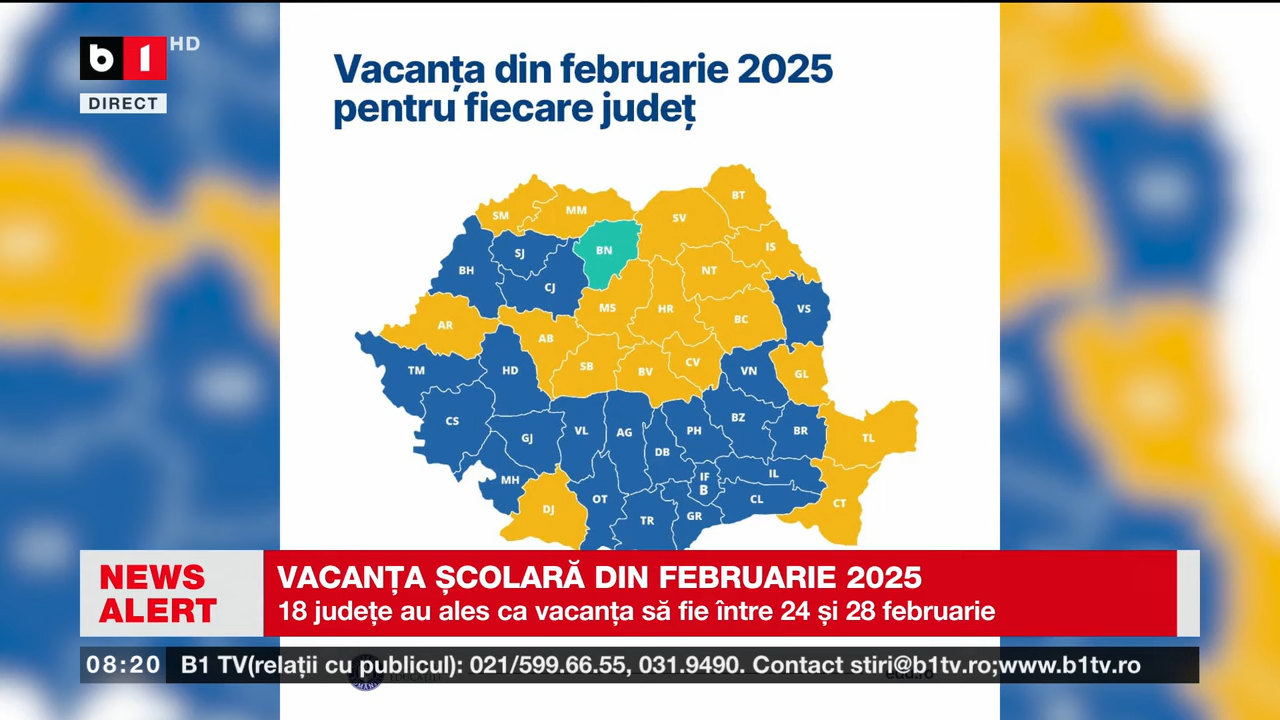 b1 HD
DIRECT
Vacanța din februarie 2025
pentru fiecare județ
BT
SM
MM
SV
BN
IS
SJ
BH
NT
CJ
MS
HR
VS
BC
AR
AB
CV
SB
BV
TM
HD
VN
GL
CS
BZ
VL
AG
PH
BR
GJ
TL
DB
IL
IF
MH
B
OT
CL
CT
DJ
TR
GR
NEWS
ALERT
VACANȚA ȘCOLARĂ DIN FEBRUARIE 2025
18 județe au ales ca vacanța să fie între 24 și 28 februarie
08:20 B1 TV(relații cu publicul): 021/599.66.55, 031.9490. Contact stiri@b1tv.ro;www.b1tv.ro
edu.ro